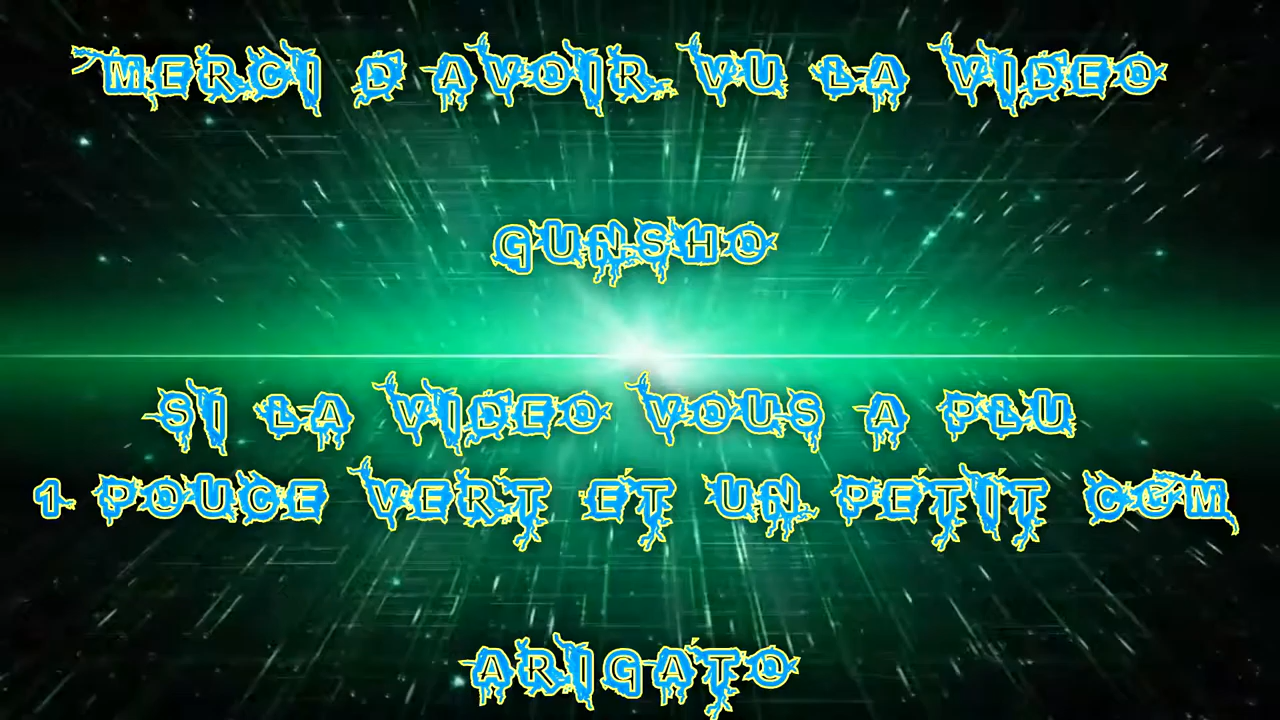 MERCI D AVOIR VU LA VIDEO
GUNSHO
SI LA VIDEO VOUS A PLU
1 POUCE VERT ET UN PETIT COM
ARIGATO